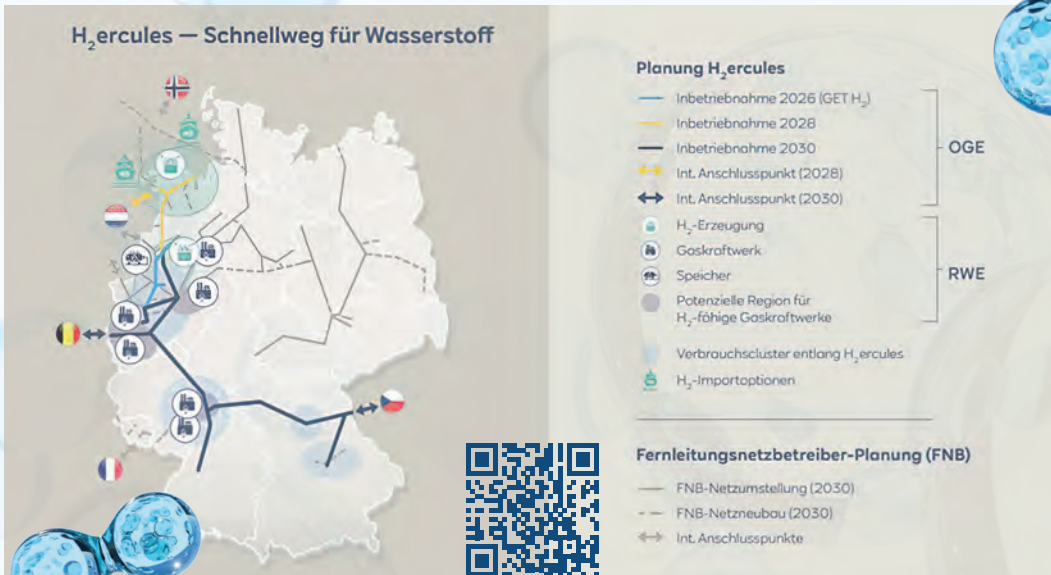 H₂ercules — Schnellweg für Wasserstoff
Planung H₂ercules
Inbetriebnahme 2026 (GET H₂)
Inbetriebnahme 2028
Inbetriebnahme 2030
Int. Anschlusspunkt (2028)
Int. Anschlusspunkt (2030)
OGE
H₂-Erzeugung
Gaskraftwerk
Speicher
Potenzielle Region für
H₂-fähige Gaskraftwerke
RWE
Verbrauchscluster entlang H₂ercules
H₂-Importoptionen
Fernleitungsnetzbetreiber-Planung (FNB)
FNB-Netzumstellung (2030)
FNB-Netzneubau (2030)
Int. Anschlusspunkte